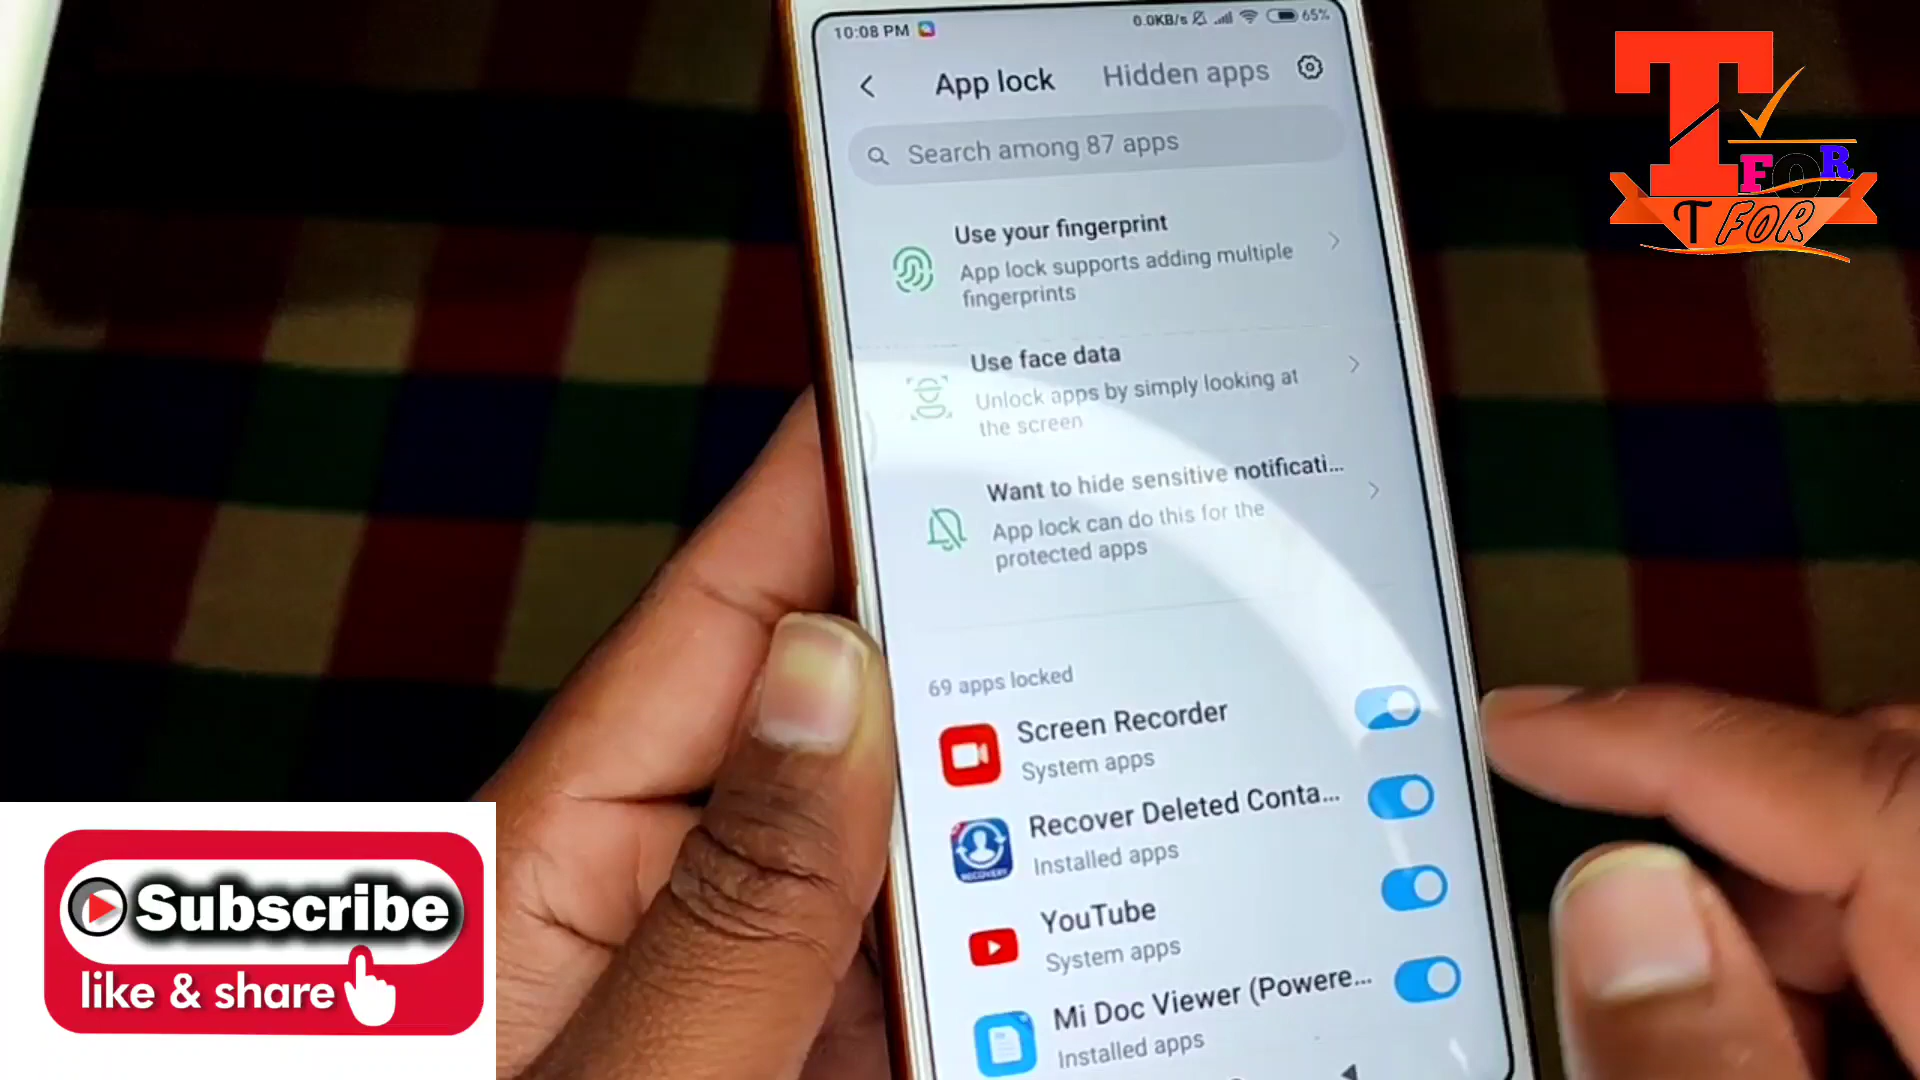 10:08 PM
0.0KB/s
65%
App lock
Hidden apps
Search among 87 apps
Use your fingerprint
App lock supports adding multiple
fingerprints
Use face data
Unlock apps by simply looking at
the screen
Want to hide sensitive notificati...
App lock can do this for the
protected apps
69 apps locked
Screen Recorder
System apps
Recover Deleted Conta...
Installed apps
RECOVERY
YouTube
System apps
Mi Doc Viewer (Powere...
Installed apps
T FOR
T FOR
Subscribe
like & share